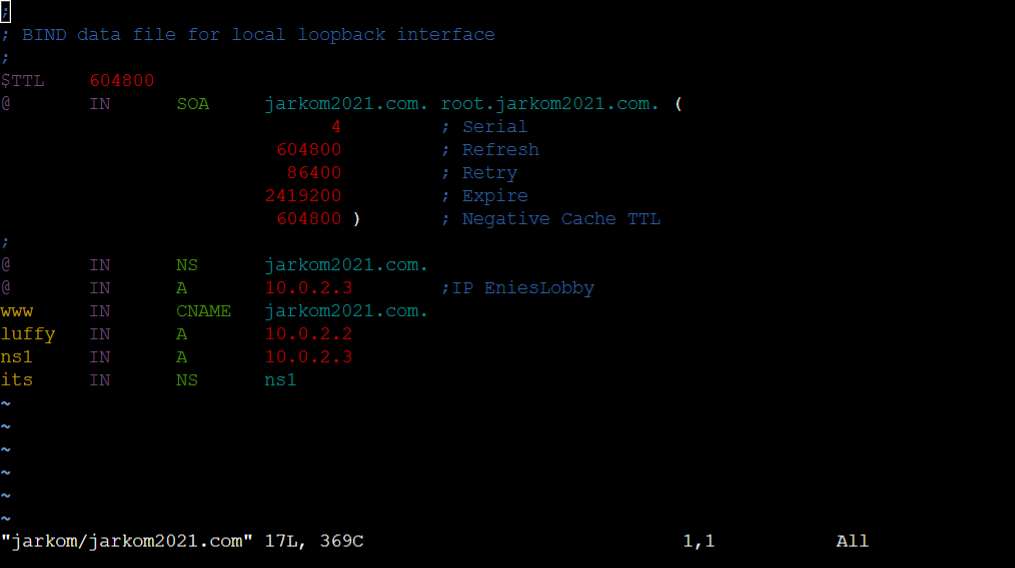 ;
; BIND data file for local loopback interface
;
$TTL    604800
@       IN      SOA     jarkom2021.com. root.jarkom2021.com. (
                              4         ; Serial
                         604800         ; Refresh
                          86400         ; Retry
                        2419200         ; Expire
                         604800 )       ; Negative Cache TTL
;
@       IN      NS      jarkom2021.com.
@       IN      A       10.0.2.3        ;IP EniesLobby
www     IN      CNAME   jarkom2021.com.
luffy   IN      A       10.0.2.2
ns1     IN      A       10.0.2.3
its     IN      NS      ns1
~
~
~
~
~
~
"jarkom/jarkom2021.com" 17L, 369C                             1,1           All